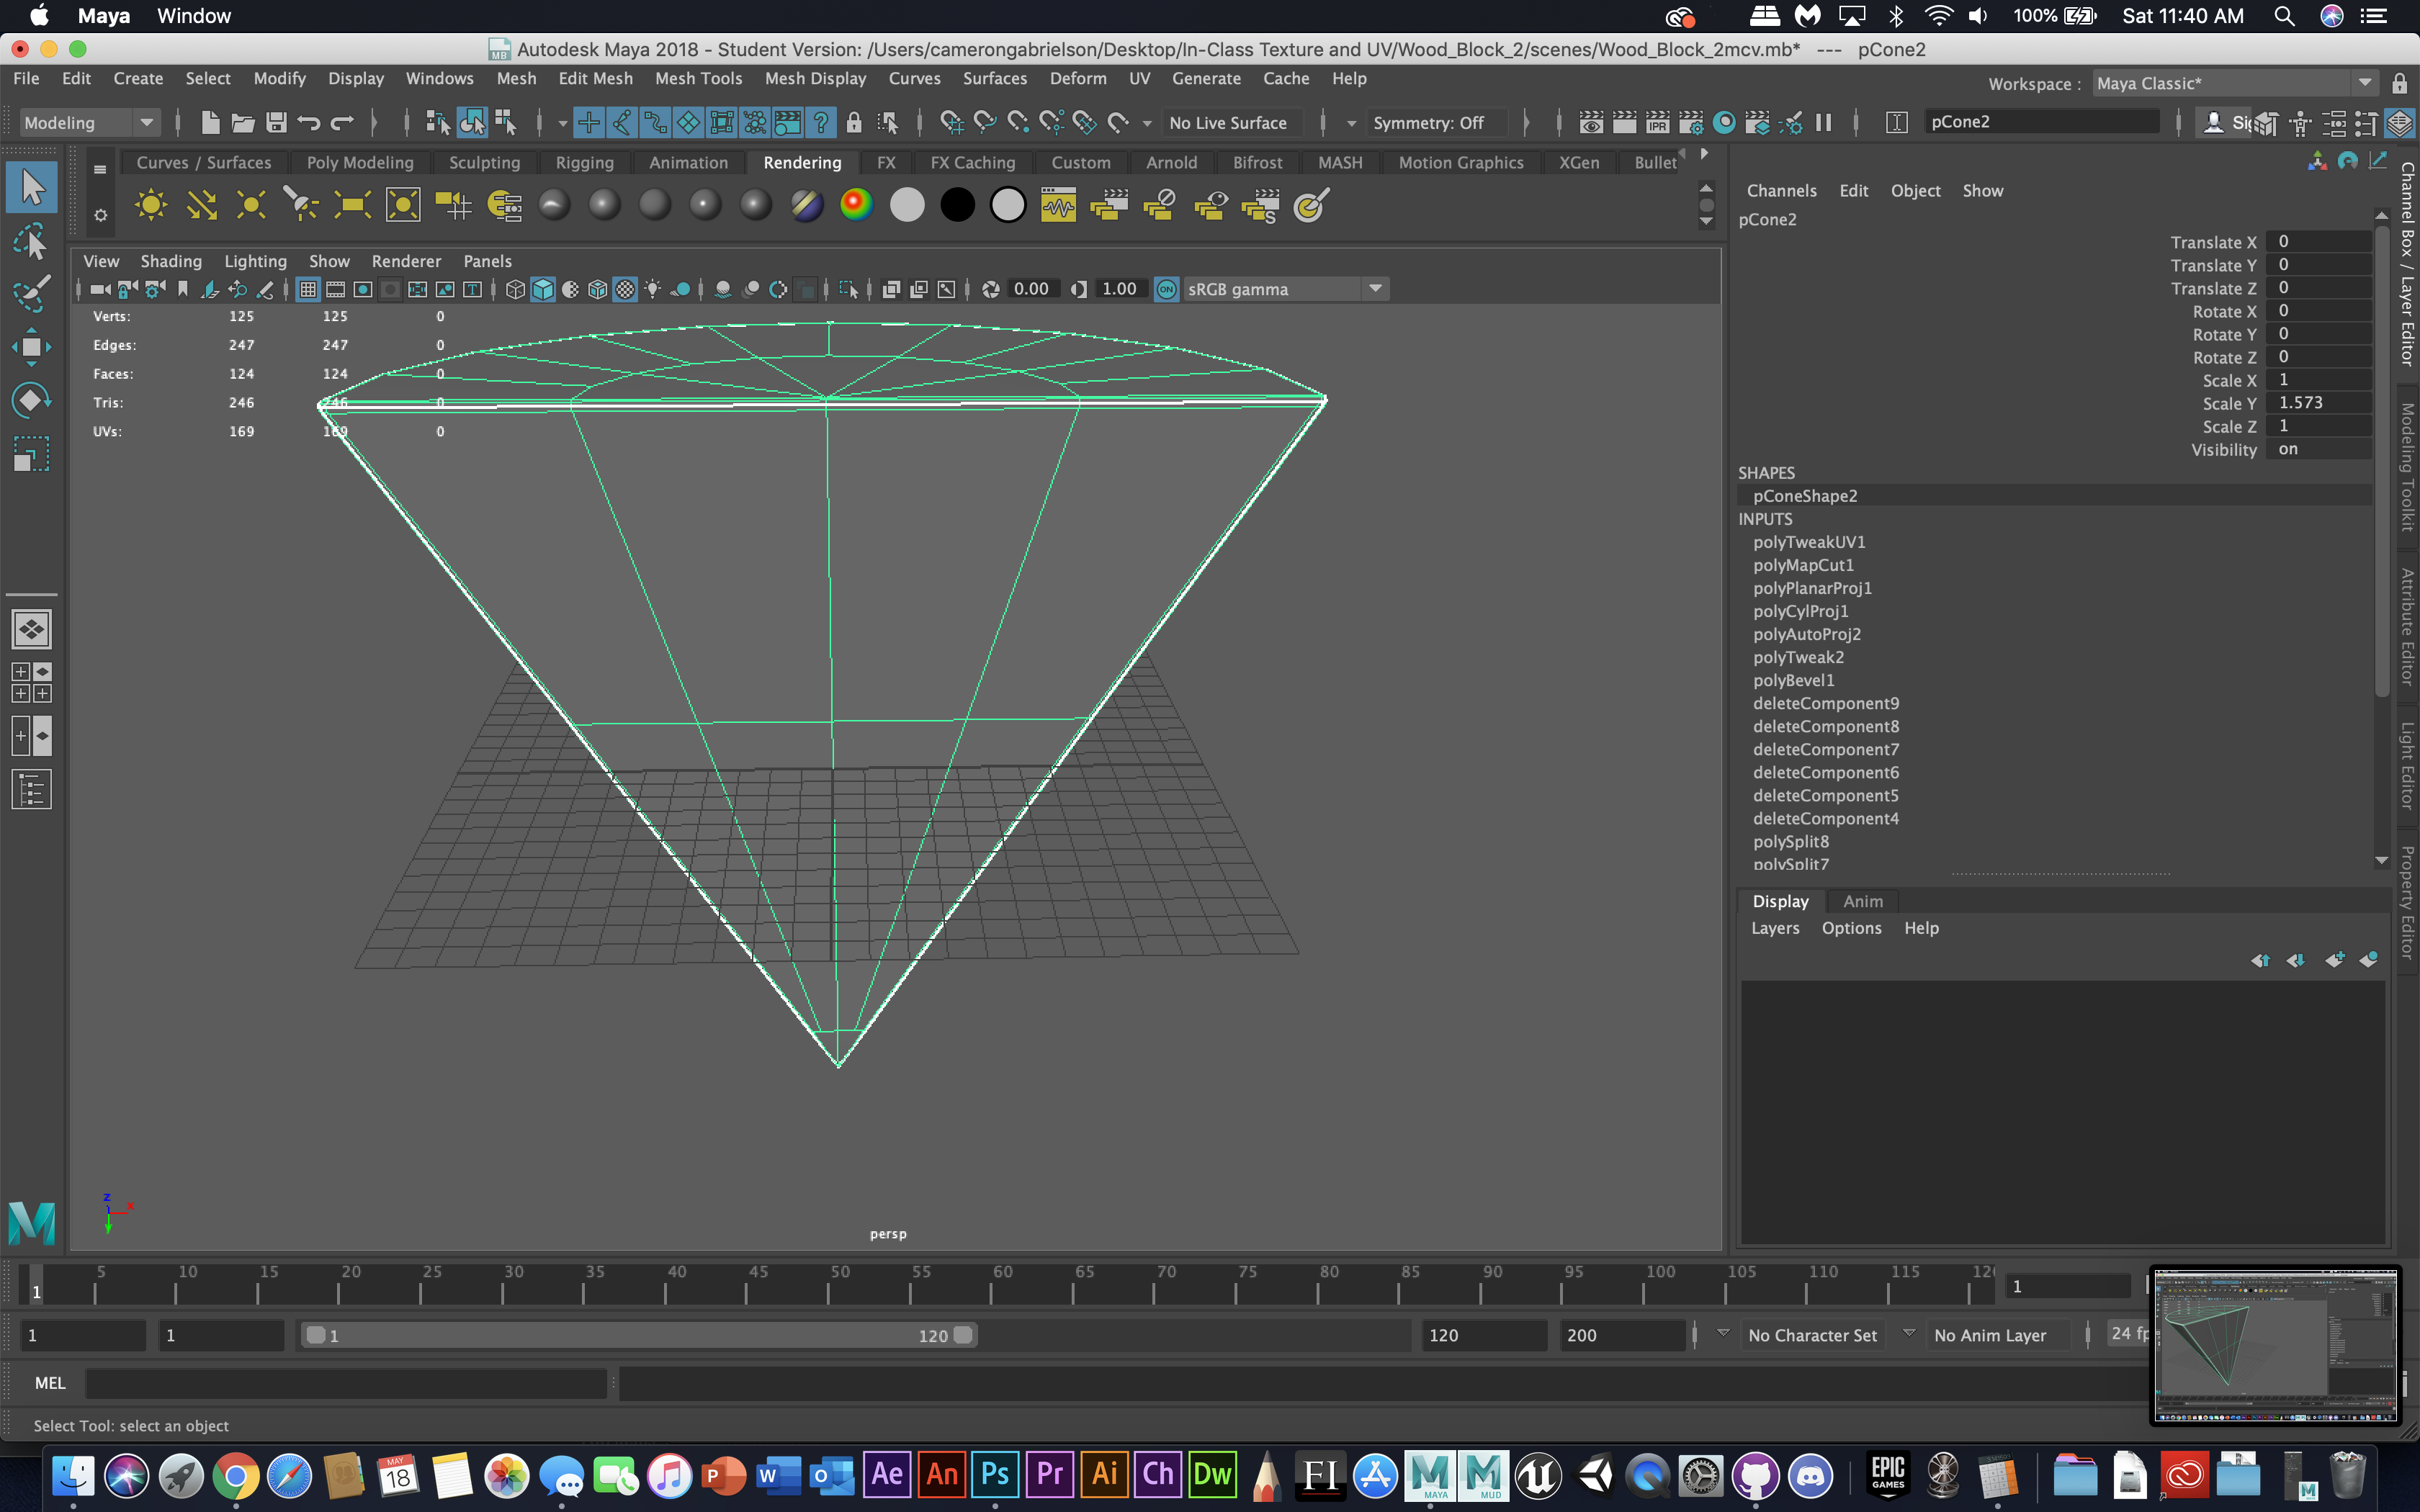 Maya Window 100% Sat 11:40 AM
Autodesk Maya 2018 - Student Version: /Users/camerongabrielson/Desktop/In-Class Texture and UV/Wood_Block_2/scenes/Wood_Block_2mcv.mb* --- pCone2
File Edit Create Select Modify Display Windows Mesh Edit Mesh Mesh Tools Mesh Display Curves Surfaces Deform UV Generate Cache Help
Workspace : Maya Classic*
Modeling No Live Surface Symmetry: Off IPR pCone2
Curves / Surfaces Poly Modeling Sculpting Rigging Animation Rendering FX FX Caching Custom Arnold Bifrost MASH Motion Graphics XGen Bullet
View Shading Lighting Show Renderer Panels
0.00 1.00 ON sRGB gamma
Verts: 125 125 0
Edges: 247 247 0
Faces: 124 124 0
Tris: 246 246 0
UVs: 169 169 0
z x
persp
Channels Edit Object Show
pCone2
Translate X 0
Translate Y 0
Translate Z 0
Rotate X 0
Rotate Y 0
Rotate Z 0
Scale X 1
Scale Y 1.573
Scale Z 1
Visibility on
SHAPES
pConeShape2
INPUTS
polyTweakUV1
polyMapCut1
polyPlanarProj1
polyCylProj1
polyAutoProj2
polyTweak2
polyBevel1
deleteComponent9
deleteComponent8
deleteComponent7
deleteComponent6
deleteComponent5
deleteComponent4
polySplit8
polySplit7
Display Anim
Layers Options Help
Channel Box / Layer Editor
Modeling Toolkit
Attribute Editor
Light Editor
Property Editor
1 5 10 15 20 25 30 35 40 45 50 55 60 65 70 75 80 85 90 95 100 105 110 115 1
1 1 1 120 120 200 No Character Set No Anim Layer 24
MEL
Select Tool: select an object
MAY 18 P W O Ae An Ps Pr Ai Ch Dw FI MAYA MUD EPIC GAMES